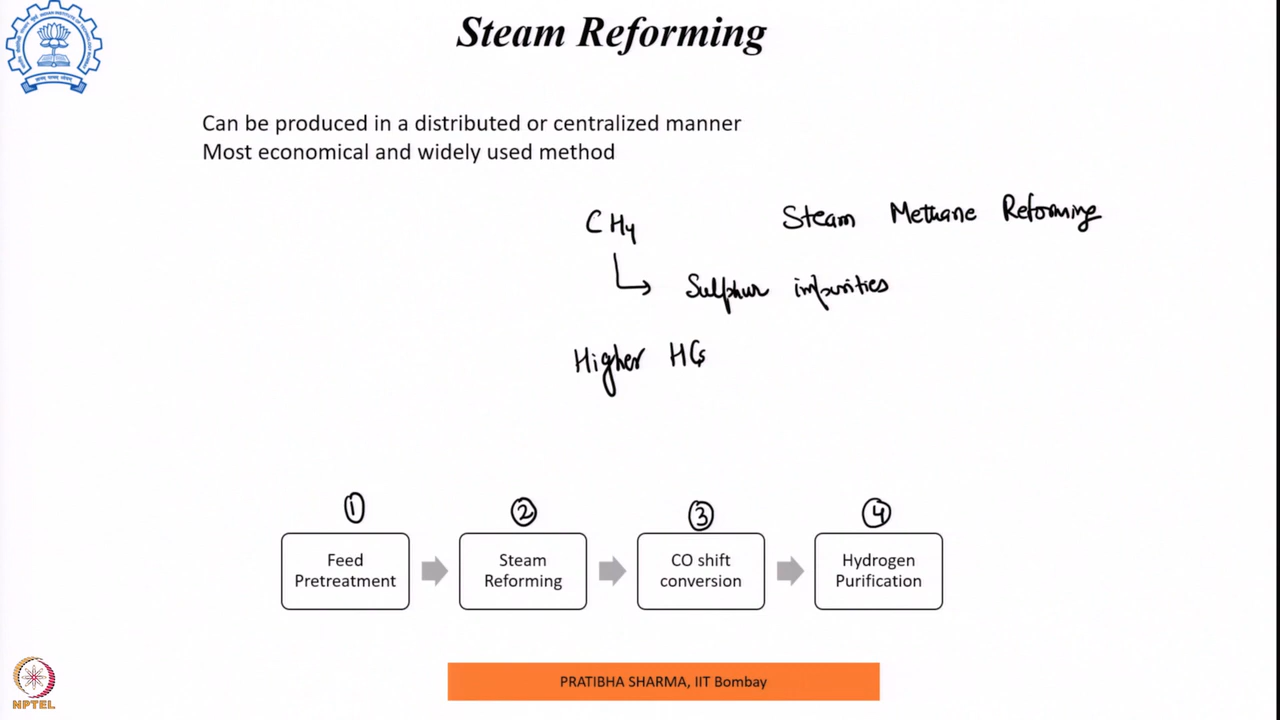 Steam Reforming
Can be produced in a distributed or centralized manner
Most economical and widely used method
CH4
Steam Methane Reforming
Sulphur impurities
Higher HCs
1
2
3
4
Feed
Pretreatment
Steam
Reforming
CO shift
conversion
Hydrogen
Purification
PRATIBHA SHARMA, IIT Bombay
NPTEL